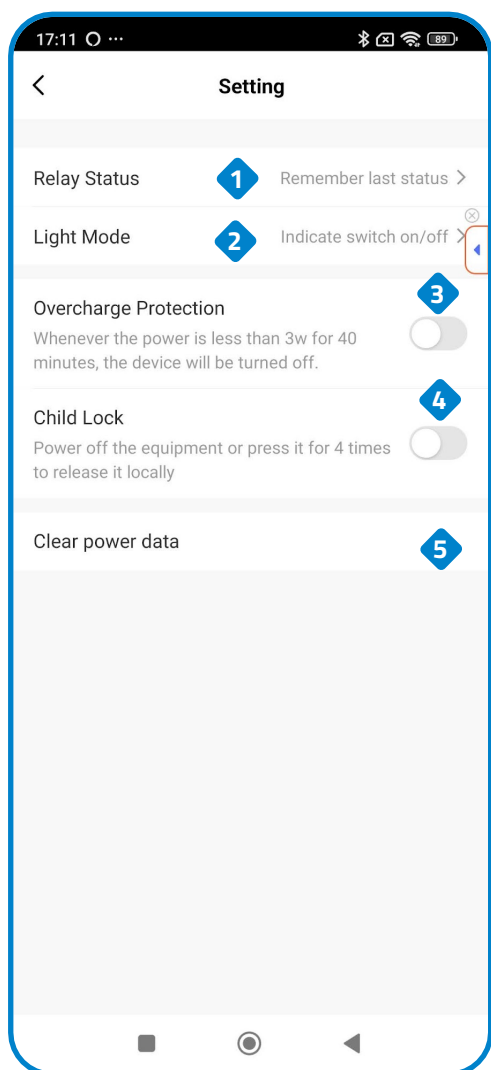 17:11 ... 89
Setting
Relay Status 1 Remember last status >
Light Mode 2 Indicate switch on/off >
3
Overcharge Protection
Whenever the power is less than 3w for 40
minutes, the device will be turned off.
4
Child Lock
Power off the equipment or press it for 4 times
to release it locally
Clear power data 5